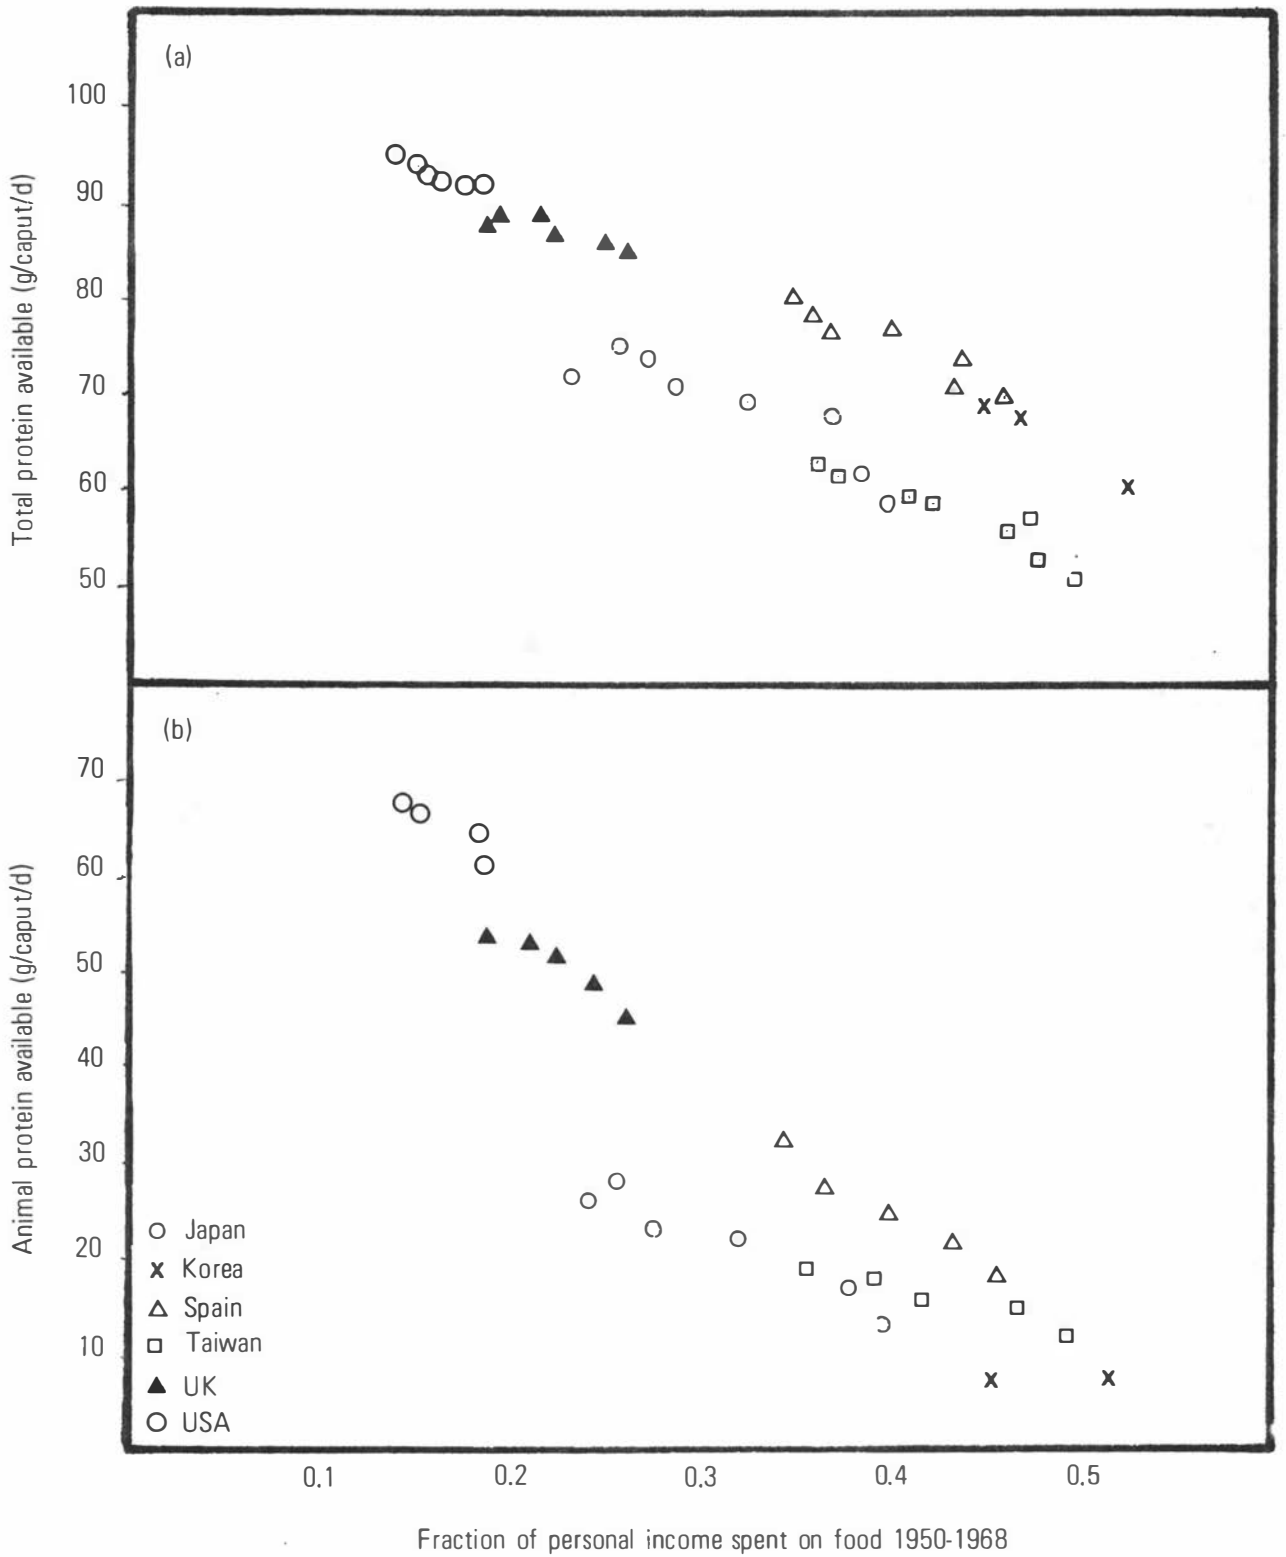 (a)
100
90
80
70
60
50
Total protein available (g/caput/d)
(b)
70
60
50
40
30
20
10
Animal protein available (g/caput/d)
Japan
Korea
Spain
Taiwan
UK
USA
0.1 0.2 0.3 0.4 0.5
Fraction of personal income spent on food 1950-1968